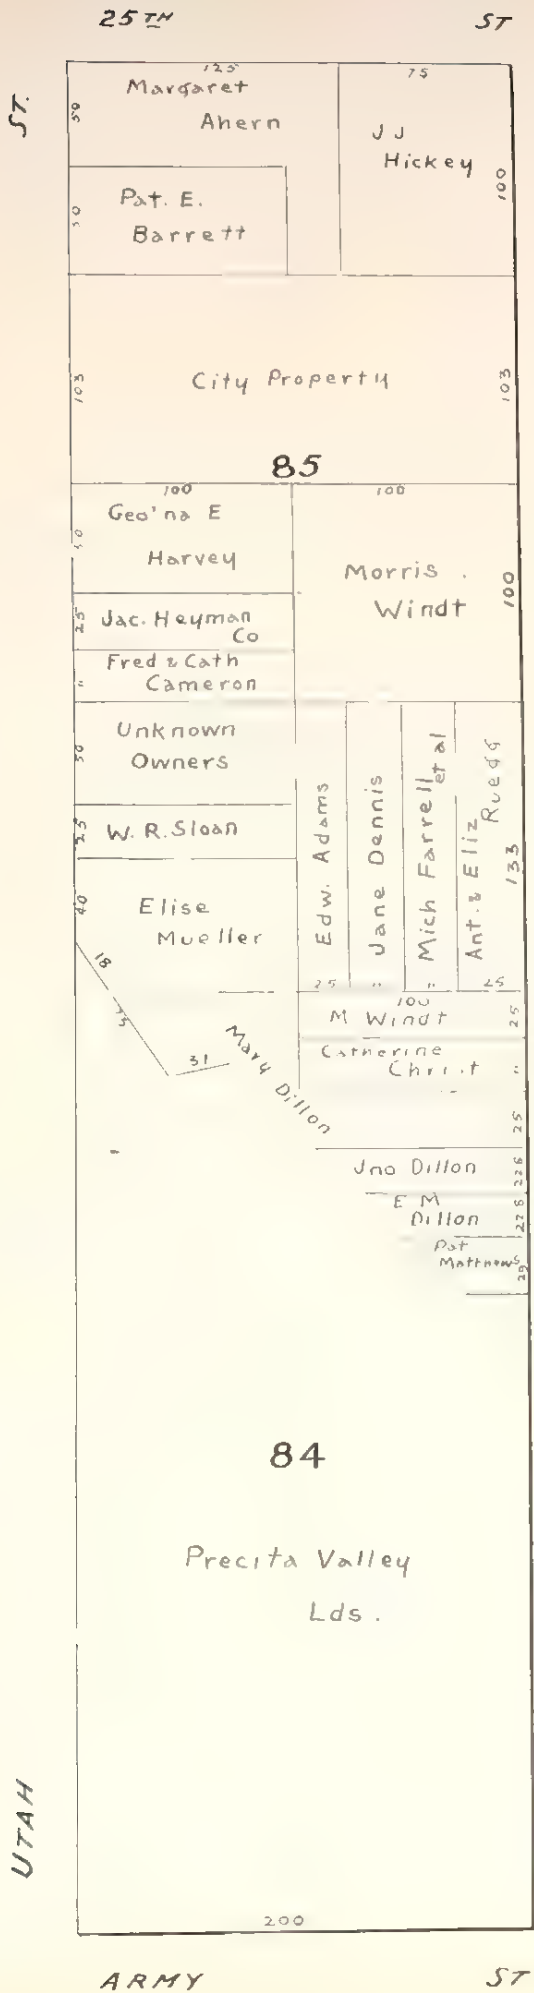 25TH ST
ST.
125
75
50
Margaret
Ahern
J J
Hickey
100
50
Pat. E.
Barrett
103
City Property
103
85
100
100
50
Geo'na E
Harvey
Morris
Windt
100
25
Jac. Heyman
Co
"
Fred & Cath
Cameron
50
Unknown
Owners
25
W. R. Sloan
40
Elise
Mueller
18
75
31
Edw. Adams
25
Jane Dennis
"
Mich Farrell
et al
"
Ant. & Eliz
Ruegg
133
25
100
M Windt
25
Catherine
"
Mary Dillon
25
Jno Dillon
226
E M
Dillon
228
Pat
Matthews
29
84
Precita Valley
Lds.
UTAH
200
ARMY ST